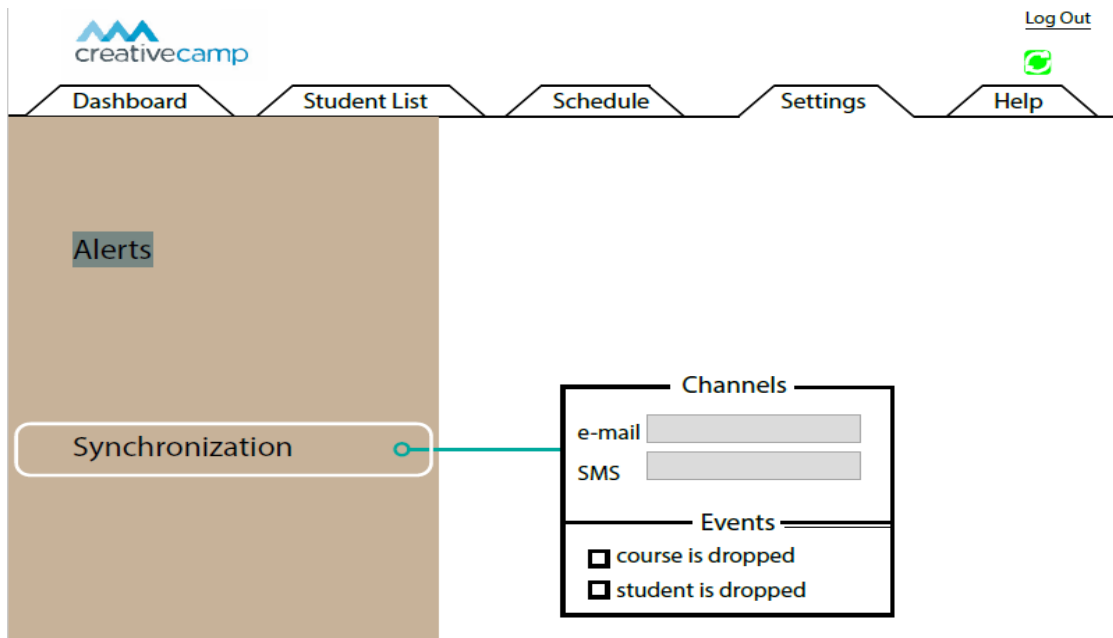 creativecamp
Log Out
Dashboard Student List Schedule Settings Help
Alerts
Channels
e-mail
SMS
Synchronization
Events
course is dropped
student is dropped